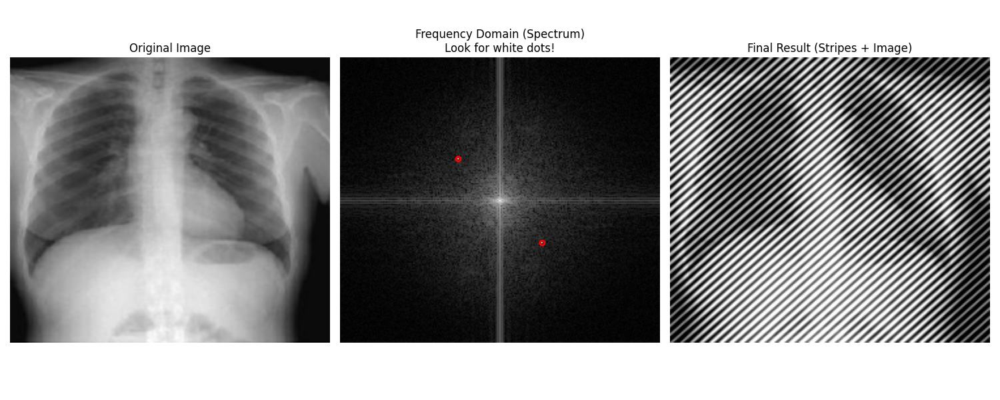 Original Image
Frequency Domain (Spectrum)
Look for white dots!
Final Result (Stripes + Image)